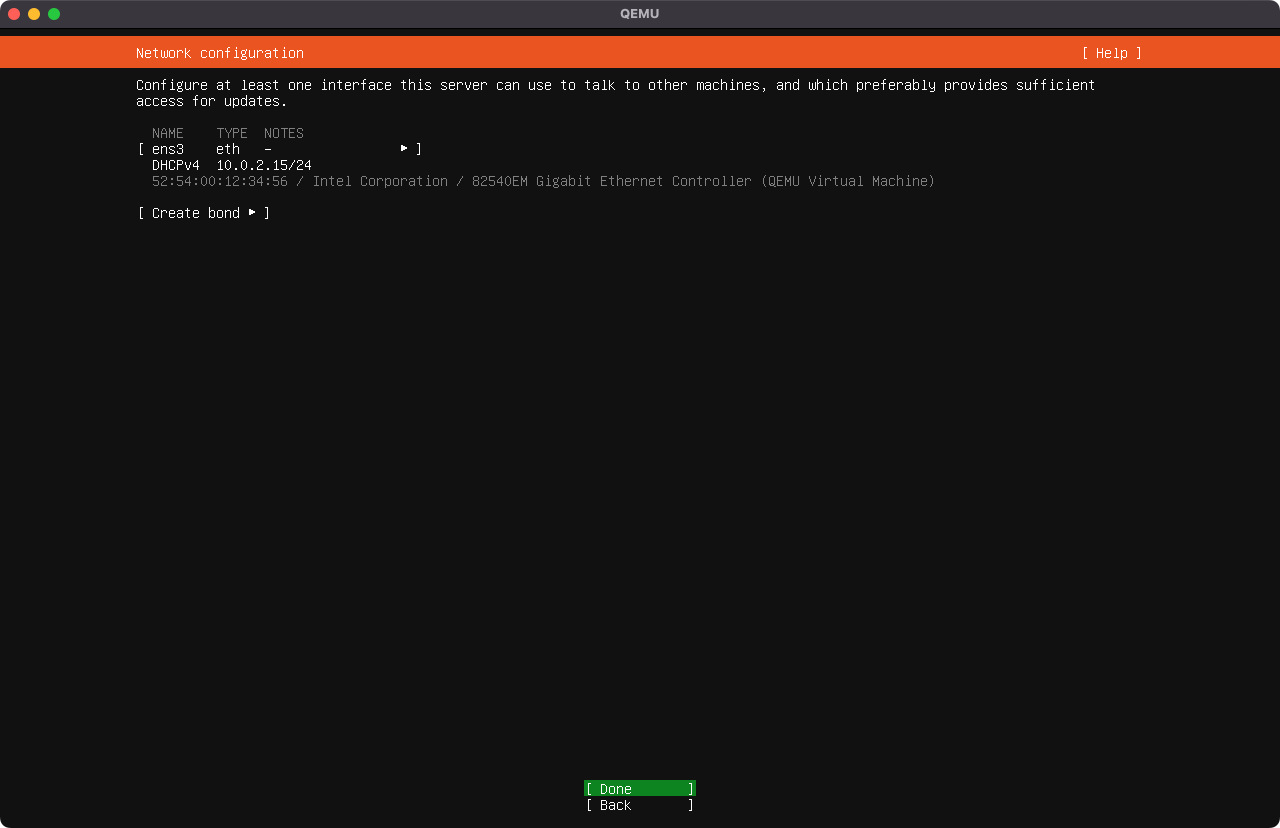 QEMU
Network configuration [ Help ]
Configure at least one interface this server can use to talk to other machines, and which preferably provides sufficient
access for updates.
NAME TYPE NOTES
[ ens3 eth - ▸ ]
DHCPv4 10.0.2.15/24
52:54:00:12:34:56 / Intel Corporation / 82540EM Gigabit Ethernet Controller (QEMU Virtual Machine)
[ Create bond ▸ ]
[ Done ]
[ Back ]